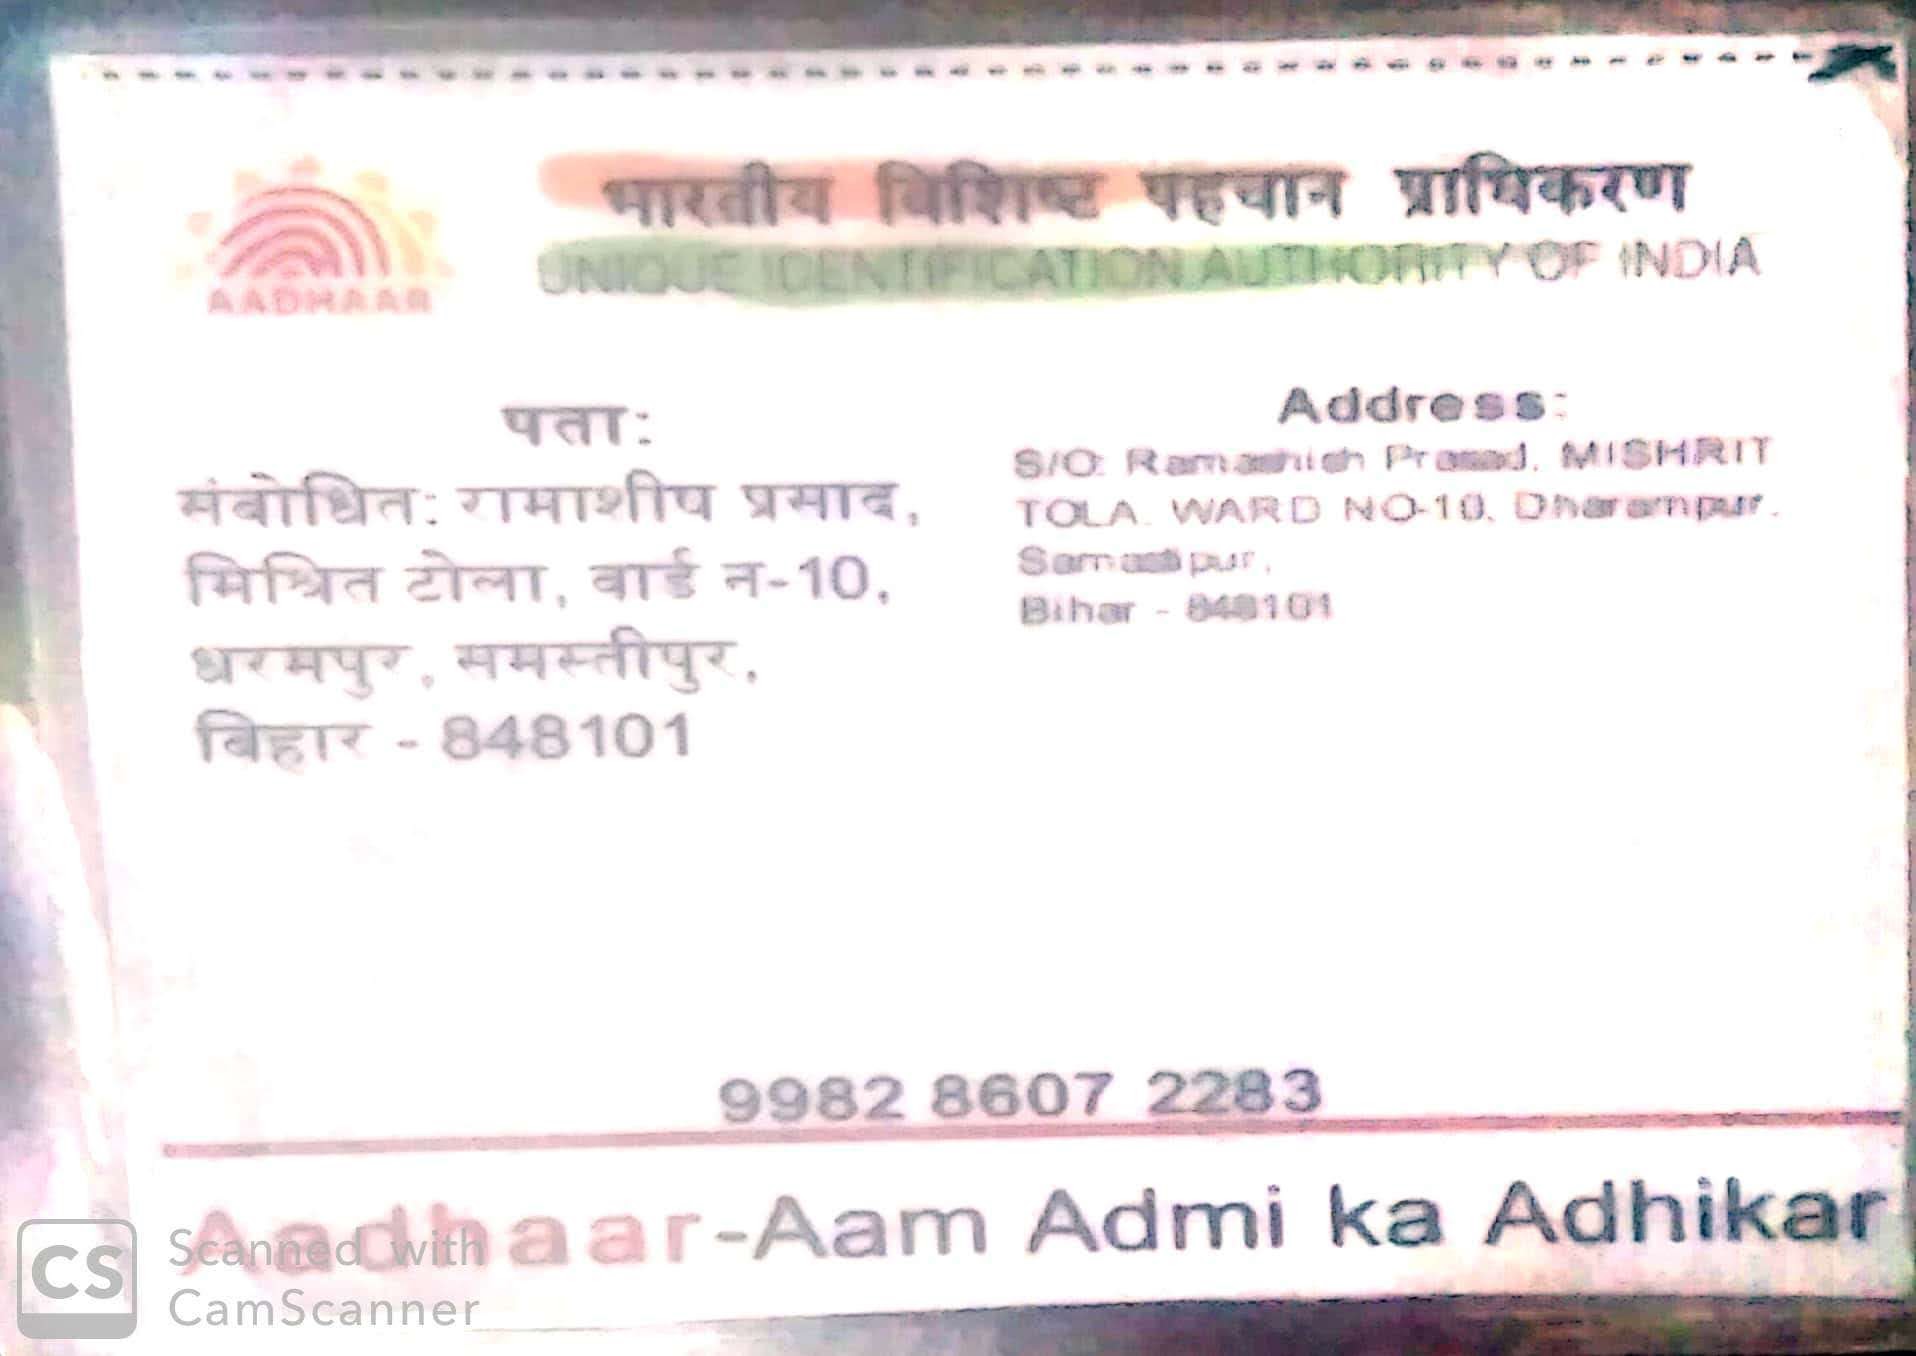 भारतीय विशिष्ट पहचान प्राधिकरण
UNIQUE IDENTIFICATION AUTHORITY OF INDIA
AADHAAR
पता:
संबोधित: रामाशीष प्रसाद,
मिश्रित टोला, वार्ड न-10,
धरमपुर, समस्तीपुर,
बिहार - 848101
Address:
S/O: Ramashish Prasad, MISHRIT
TOLA, WARD NO-10, Dharampur,
Samastipur,
Bihar - 848101
9982 8607 2283
Aadhaar-Aam Admi ka Adhikar
CS
Scanned with
CamScanner